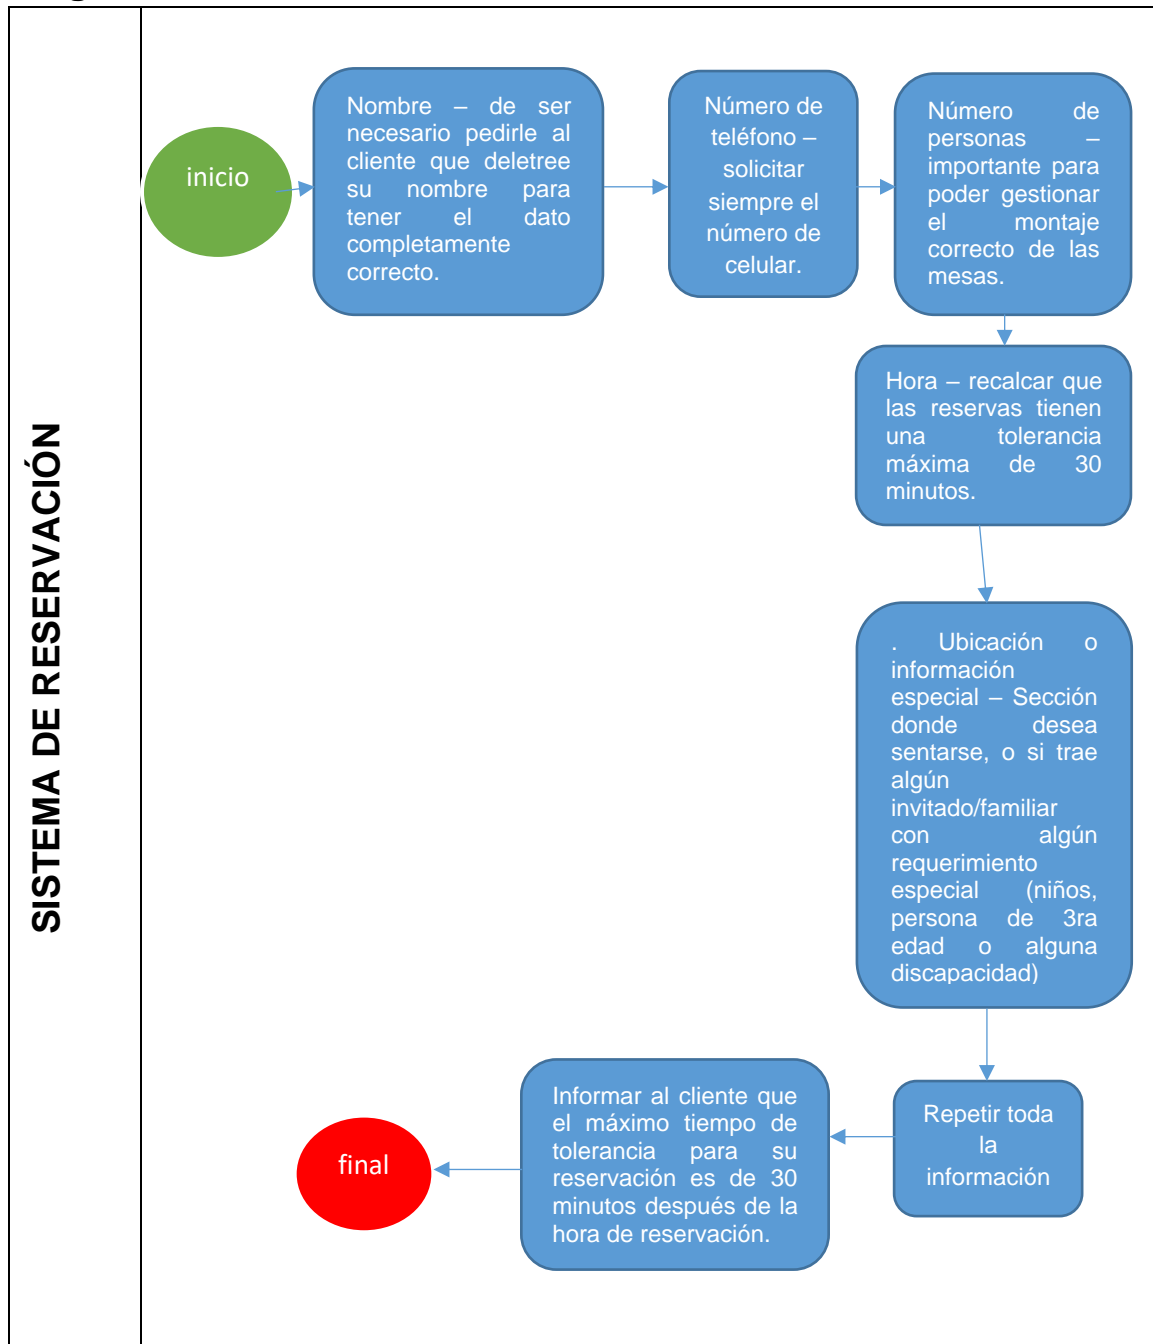 SISTEMA DE RESERVACIÓN
inicio
Nombre – de ser
necesario pedirle al
cliente que deletree
su nombre para
tener el dato
completamente
correcto.
Número de
teléfono –
solicitar
siempre el
número de
celular.
Número de
personas –
importante para
poder gestionar
el montaje
correcto de las
mesas.
Hora – recalcar que
las reservas tienen
una tolerancia
máxima de 30
minutos.
. Ubicación o
información
especial – Sección
donde desea
sentarse, o si trae
algún
invitado/familiar
con algún
requerimiento
especial (niños,
persona de 3ra
edad o alguna
discapacidad)
Repetir toda
la
información
Informar al cliente que
el máximo tiempo de
tolerancia para su
reservación es de 30
minutos después de la
hora de reservación.
final